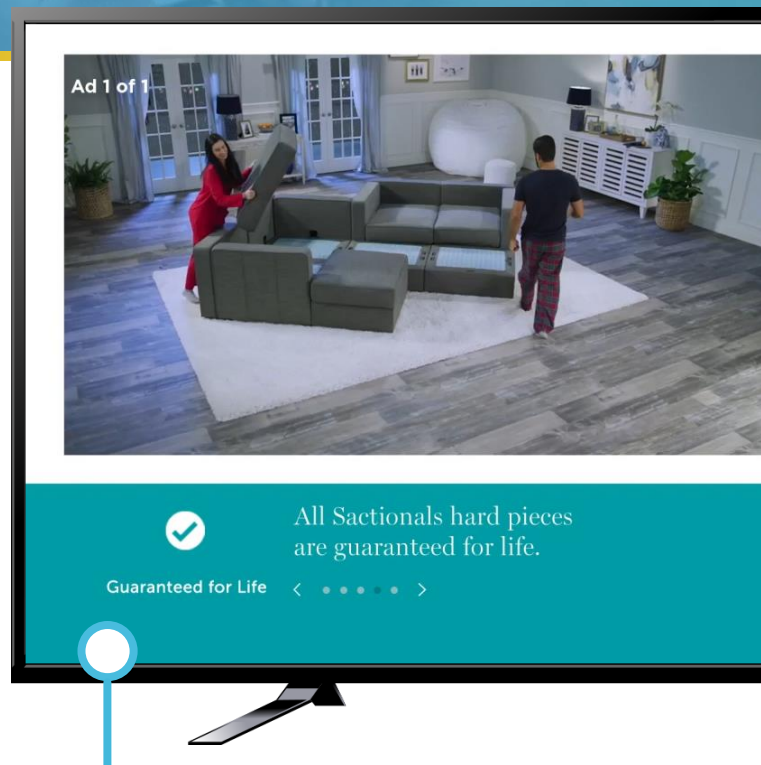 Ad 1 of 1
All Sactionals hard pieces
are guaranteed for life.
Guaranteed for Life